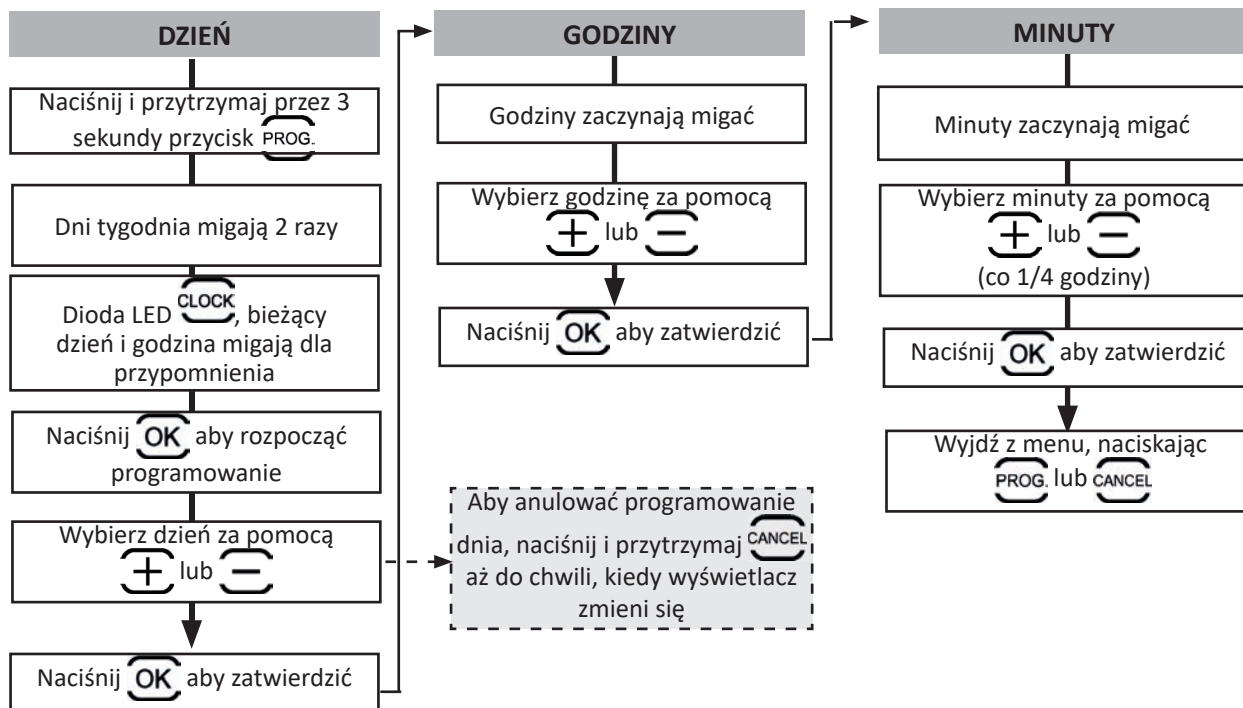 DZIEŃ
Naciśnij i przytrzymaj przez 3
sekundy przycisk PROG.
Dni tygodnia migają 2 razy
Dioda LED CLOCK, bieżący
dzień i godzina migają dla
przypomnienia
Naciśnij OK aby rozpocząć
programowanie
Wybierz dzień za pomocą
+ lub −
Naciśnij OK aby zatwierdzić
Aby anulować programowanie
dnia, naciśnij i przytrzymaj CANCEL
aż do chwili, kiedy wyświetlacz
zmieni się
GODZINY
Godziny zaczynają migać
Wybierz godzinę za pomocą
+ lub −
Naciśnij OK aby zatwierdzić
MINUTY
Minuty zaczynają migać
Wybierz minuty za pomocą
+ lub −
(co 1/4 godziny)
Naciśnij OK aby zatwierdzić
Wyjdź z menu, naciskając
PROG. lub CANCEL